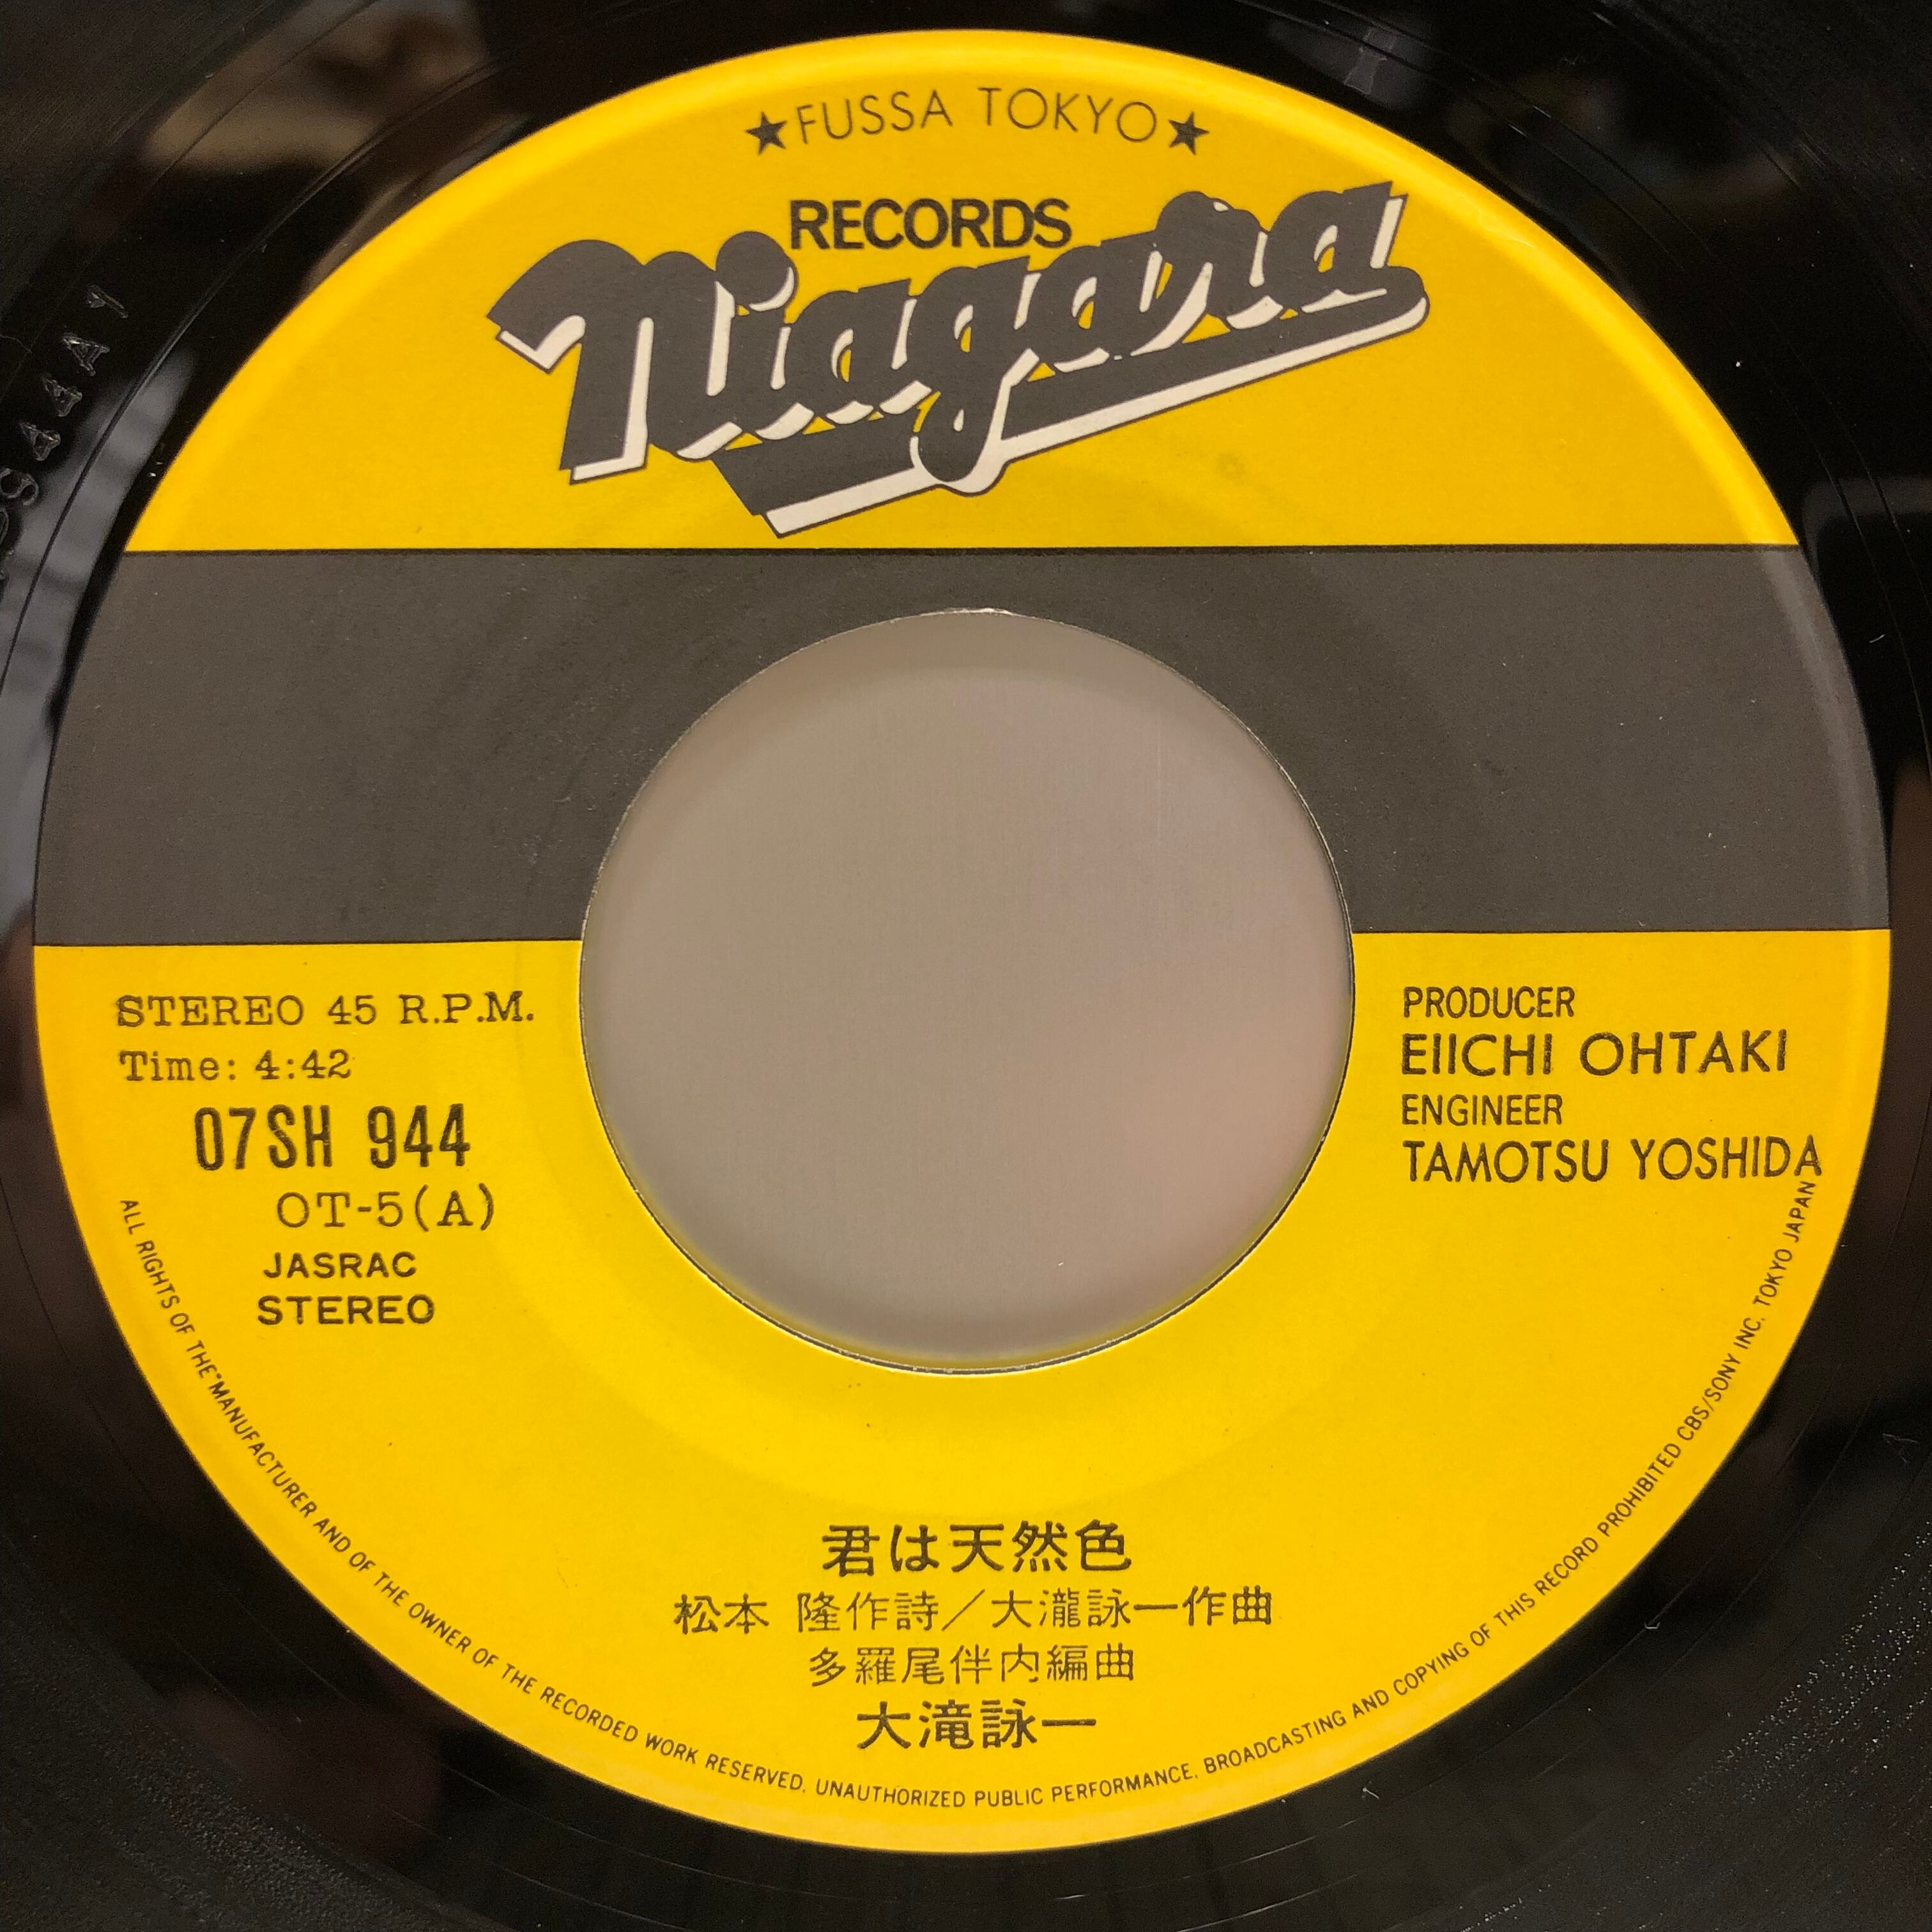 ★FUSSA TOKYO★
RECORDS
Niagara
STEREO 45 R.P.M.
Time: 4:42
07SH 944
OT-5(A)
JASRAC
STEREO
PRODUCER
EIICHI OHTAKI
ENGINEER
TAMOTSU YOSHIDA
君は天然色
松本 隆作詩／大瀧詠一作曲
多羅尾伴内編曲
大滝詠一
ALL RIGHTS OF THE MANUFACTURER AND OF THE OWNER OF THE RECORDED WORK RESERVED. UNAUTHORIZED PUBLIC PERFORMANCE. BROADCASTING AND COPYING OF THIS RECORD PROHIBITED CBS/SONY INC. TOKYO JAPAN